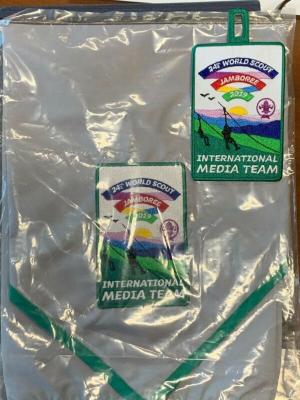 24TH WORLD SCOUT
JAMBOREE
2019
INTERNATIONAL
MEDIA TEAM
24TH WORLD SCOUT
JAMBOREE
2019
INTERNATIONAL
MEDIA TEAM